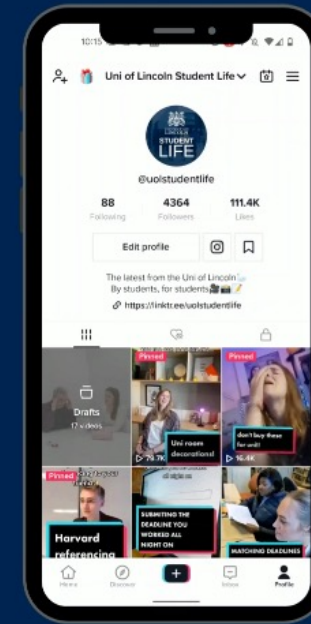 10:15
Uni of Lincoln Student Life
STUDENT
LIFE
@uolstudentlife
88 4364 111.4K
Following Followers Likes
Edit profile
The latest from the Uni of Lincoln
By students, for students
https://linktr.ee/uolstudentlife
Drafts
17 videos
Pinned
Uni room
decorations!
79.7K
Pinned
don't buy these
for uni!!
16.4K
Pinned
Harvard
referencing
SUBMITING THE
DEADLINE YOU
WORKED ALL
NIGHT ON
MATCHING DEADLINES
Home Discover Inbox Profile